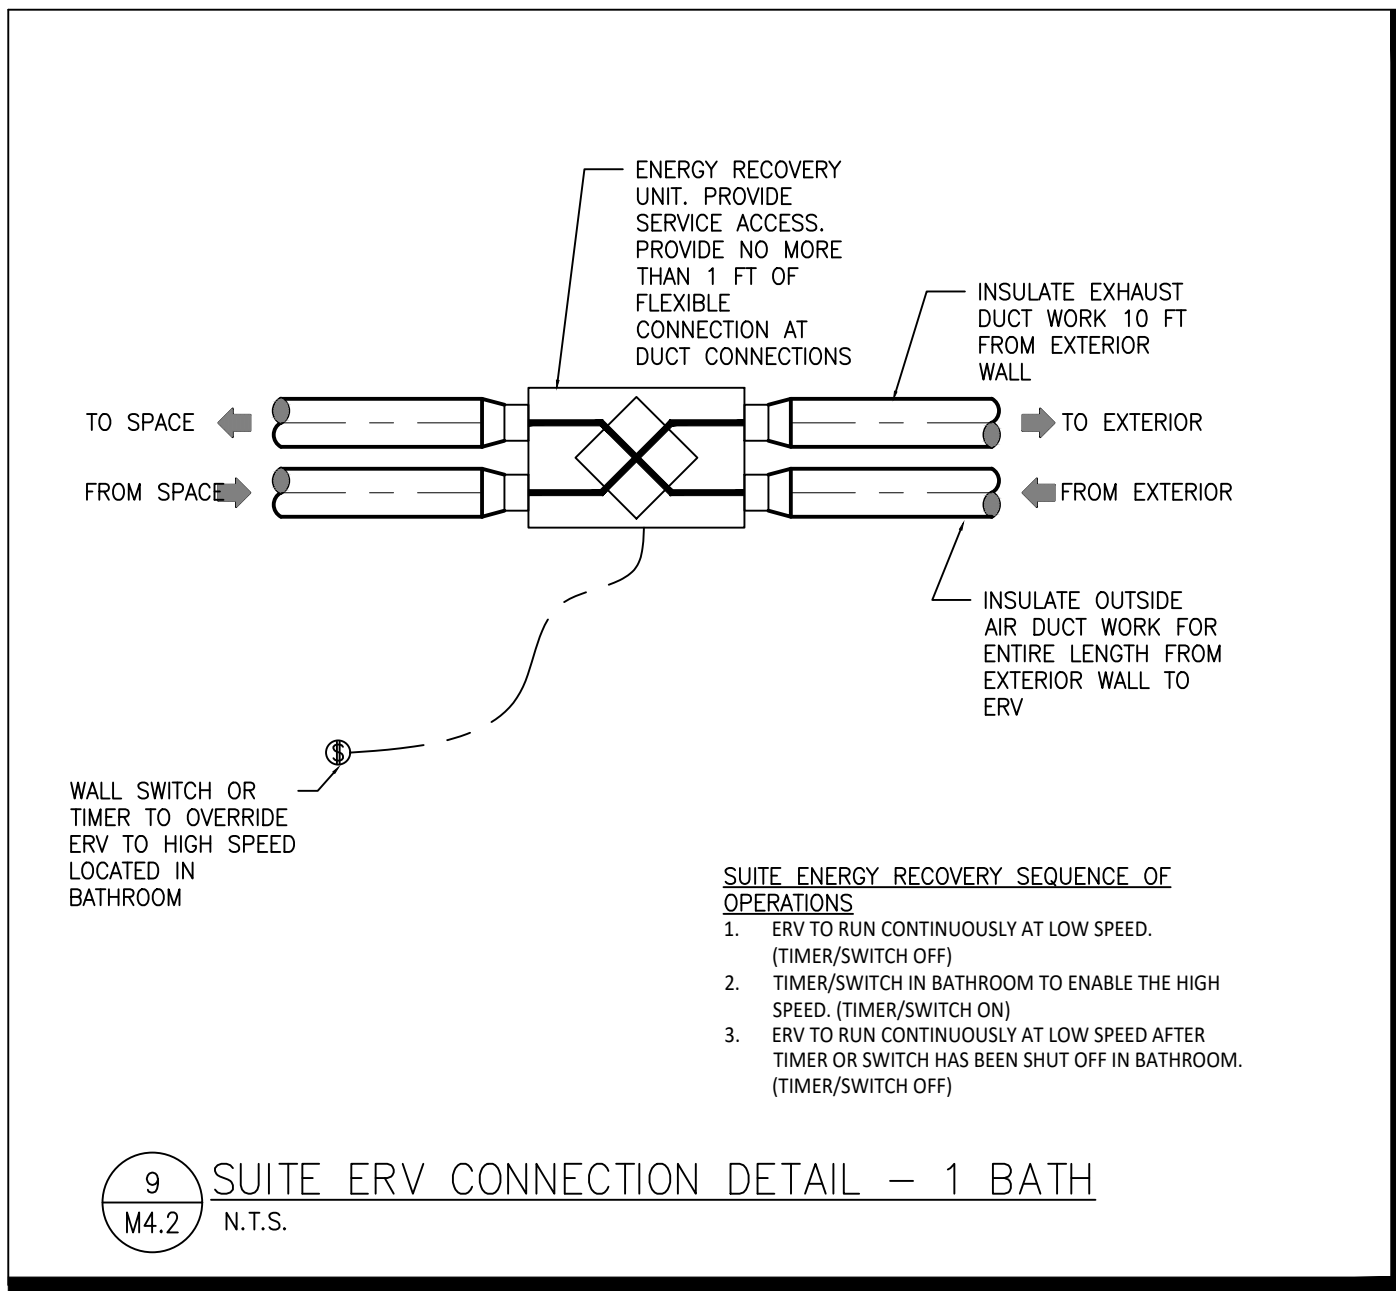 ENERGY RECOVERY
UNIT. PROVIDE
SERVICE ACCESS.
PROVIDE NO MORE
THAN 1 FT OF
FLEXIBLE
CONNECTION AT
DUCT CONNECTIONS
INSULATE EXHAUST
DUCT WORK 10 FT
FROM EXTERIOR
WALL
TO SPACE
TO EXTERIOR
FROM SPACE
FROM EXTERIOR
INSULATE OUTSIDE
AIR DUCT WORK FOR
ENTIRE LENGTH FROM
EXTERIOR WALL TO
ERV
$
WALL SWITCH OR
TIMER TO OVERRIDE
ERV TO HIGH SPEED
LOCATED IN
BATHROOM
SUITE ENERGY RECOVERY SEQUENCE OF
OPERATIONS
1. ERV TO RUN CONTINUOUSLY AT LOW SPEED.
(TIMER/SWITCH OFF)
2. TIMER/SWITCH IN BATHROOM TO ENABLE THE HIGH
SPEED. (TIMER/SWITCH ON)
3. ERV TO RUN CONTINUOUSLY AT LOW SPEED AFTER
TIMER OR SWITCH HAS BEEN SHUT OFF IN BATHROOM.
(TIMER/SWITCH OFF)
9
M4.2
SUITE ERV CONNECTION DETAIL – 1 BATH
N.T.S.